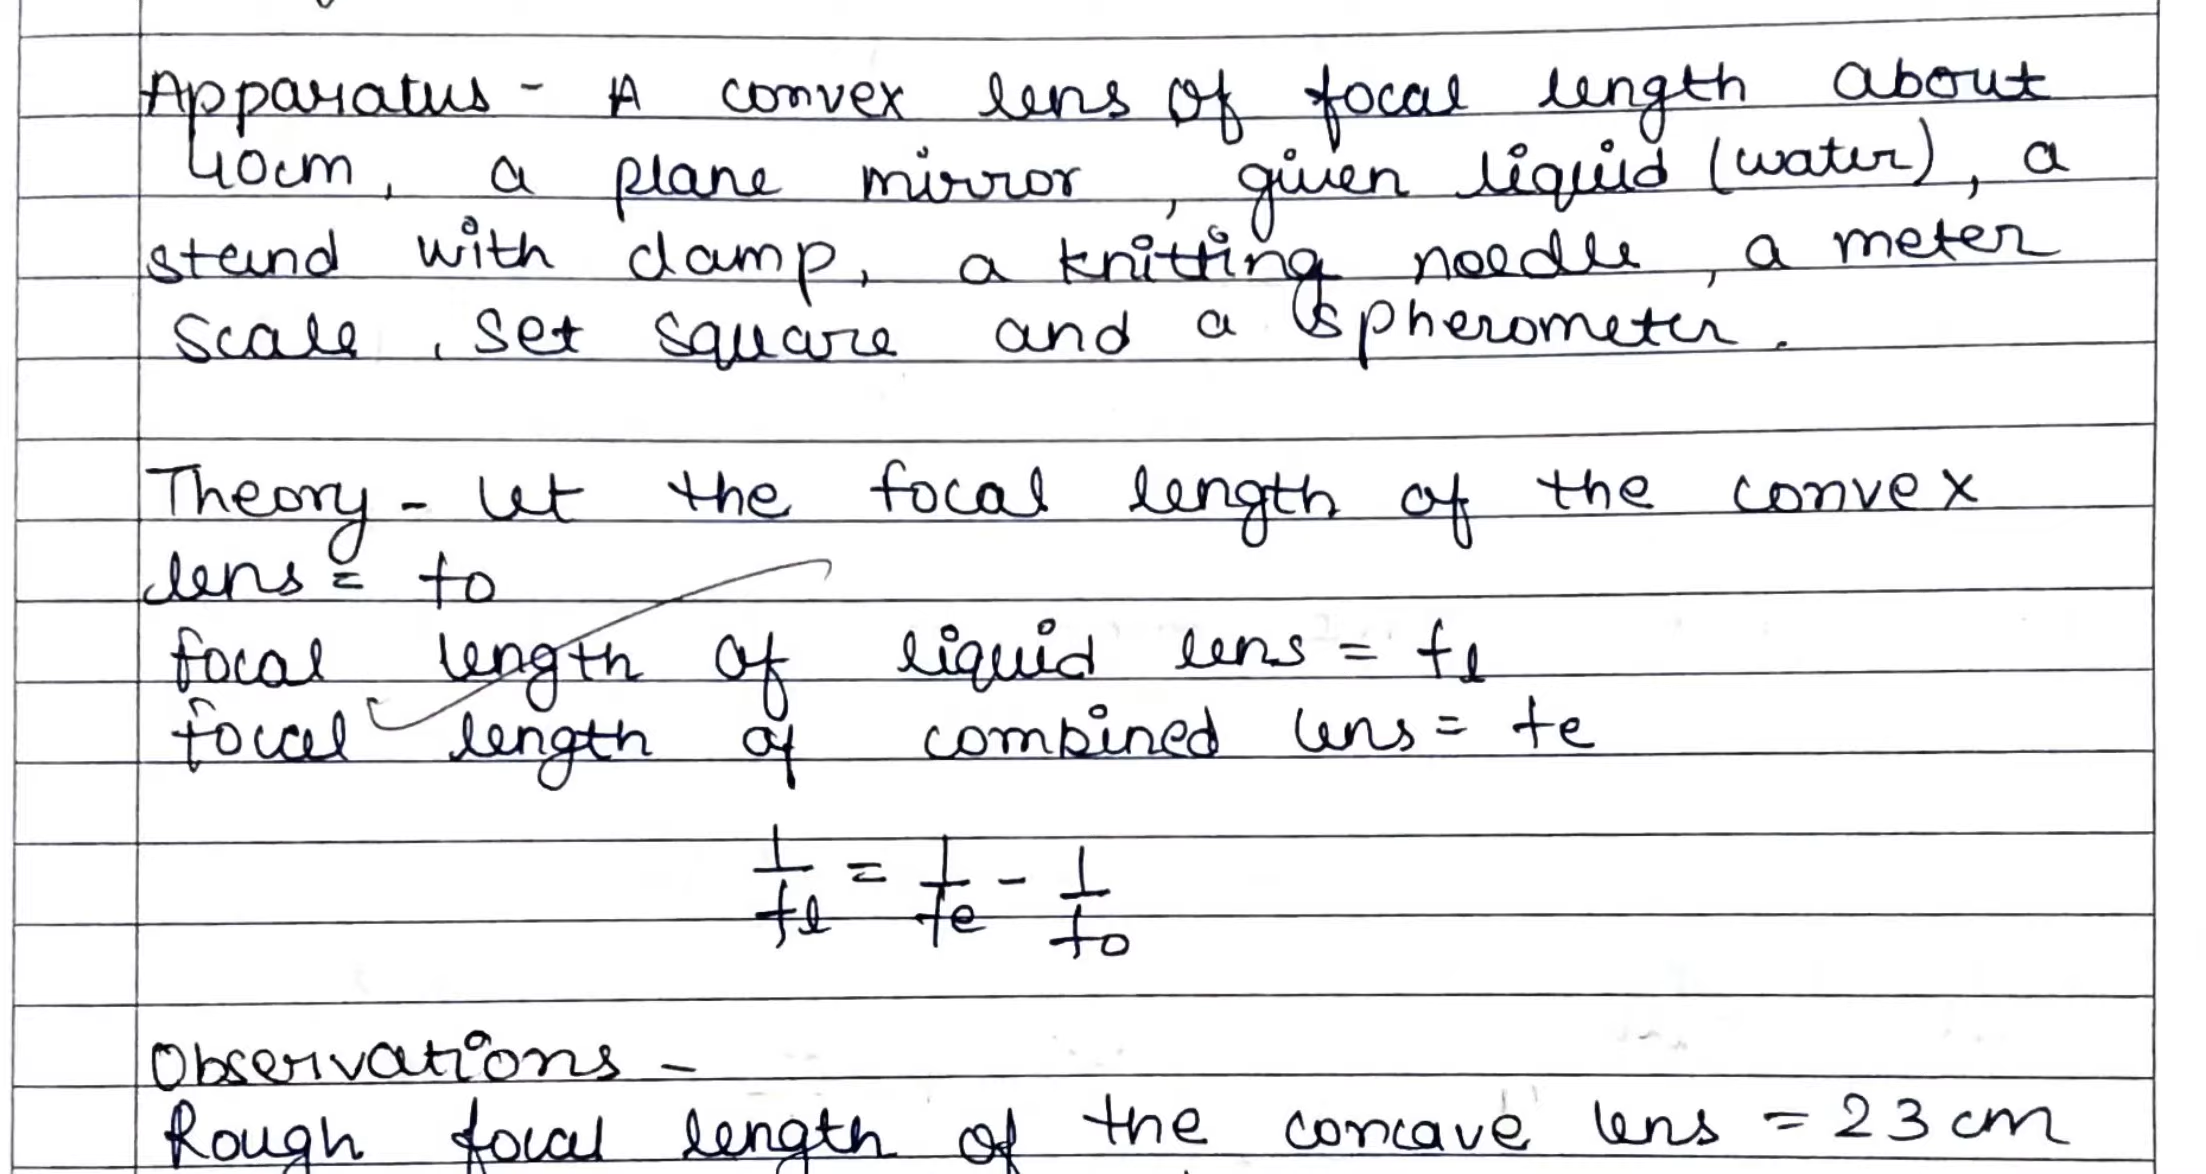 Apparatus - A convex lens of focal length about
40cm, a plane mirror, given liquid (water), a
stand with clamp, a knitting needle, a meter
scale, set square and a spherometer.
Theory - let the focal length of the convex
lens = fo
focal length of liquid lens = fl
focal length of combined lens = fe
1/fl = 1/fe - 1/fo
Observations -
Rough focal length of the concave lens = 23 cm